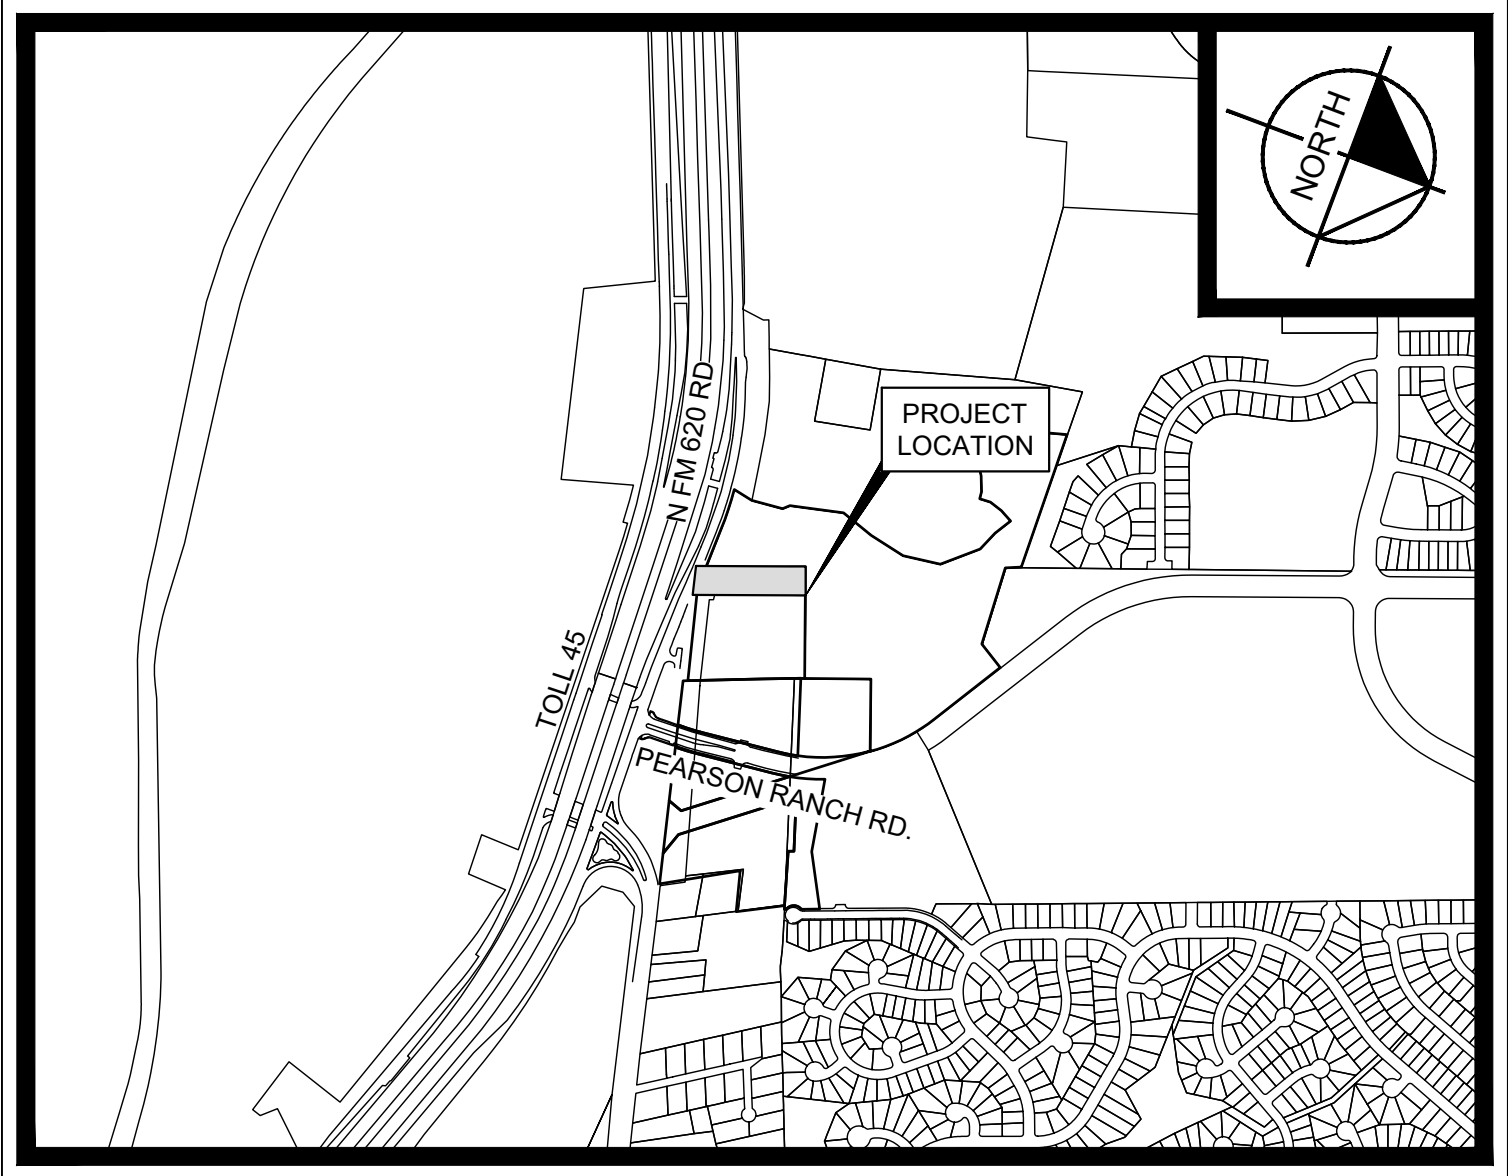 NORTH
N FM 620 RD
PROJECT
LOCATION
TOLL 45
PEARSON RANCH RD.